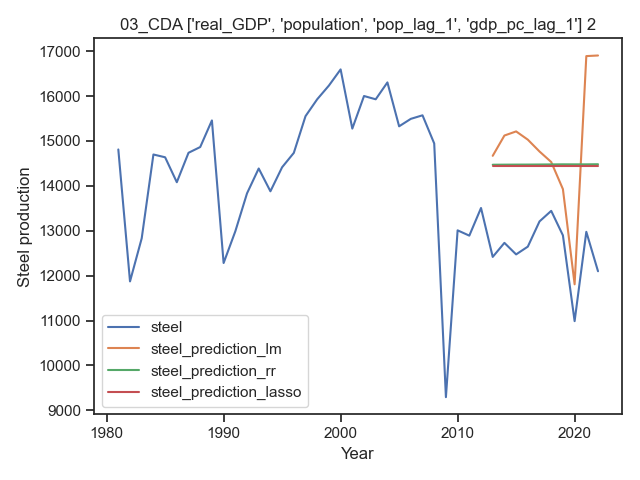 03_CDA ['real_GDP', 'population', 'pop_lag_1', 'gdp_pc_lag_1'] 2
17000
16000
15000
14000
13000
12000
11000
10000
9000
Steel production
steel
steel_prediction_lm
steel_prediction_rr
steel_prediction_lasso
1980
1990
2000
2010
2020
Year